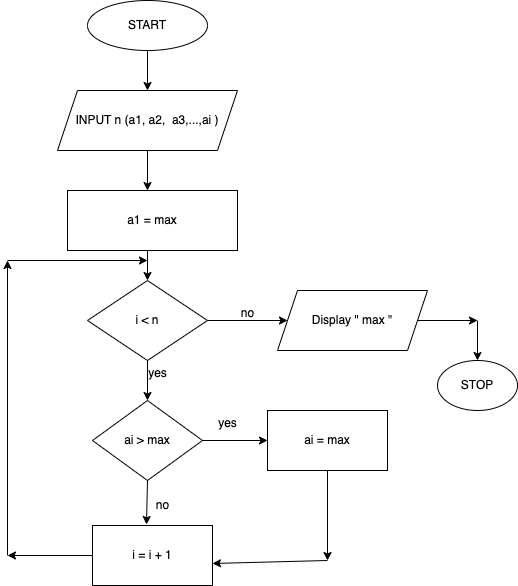 START
INPUT n (a1, a2, a3,...,ai )
a1 = max
i < n
no
Display " max "
yes
STOP
ai > max
yes
ai = max
no
i = i + 1